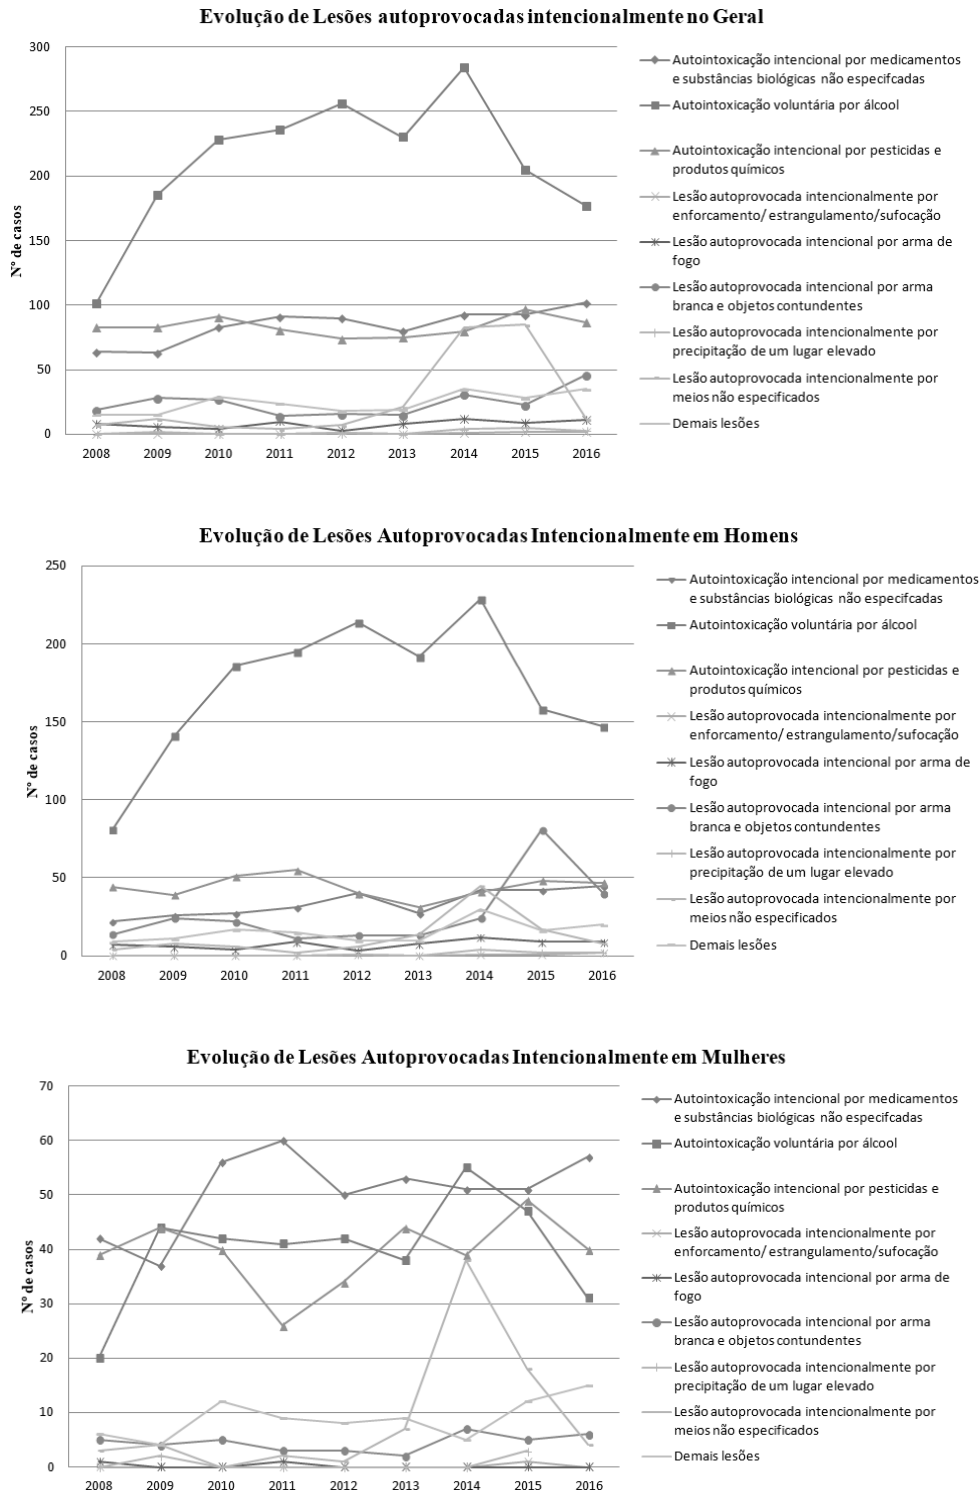 Evolução de Lesões autoprovocadas intencionalmente no Geral
300
250
200
150
100
50
0
Nº de casos
2008 2009 2010 2011 2012 2013 2014 2015 2016
Autointoxicação intencional por medicamentos
e substâncias biológicas não especifcadas
Autointoxicação voluntária por álcool
Autointoxicação intencional por pesticidas e
produtos químicos
Lesão autoprovocada intencionalmente por
enforcamento/ estrangulamento/sufocação
Lesão autoprovocada intencional por arma de
fogo
Lesão autoprovocada intencional por arma
branca e objetos contundentes
Lesão autoprovocada intencionalmente por
precipitação de um lugar elevado
Lesão autoprovocada intencionalmente por
meios não especificados
Demais lesões
Evolução de Lesões Autoprovocadas Intencionalmente em Homens
250
200
150
100
50
0
Nº de casos
2008 2009 2010 2011 2012 2013 2014 2015 2016
Autointoxicação intencional por medicamentos
e substâncias biológicas não especifcadas
Autointoxicação voluntária por álcool
Autointoxicação intencional por pesticidas e
produtos químicos
Lesão autoprovocada intencionalmente por
enforcamento/ estrangulamento/sufocação
Lesão autoprovocada intencional por arma de
fogo
Lesão autoprovocada intencional por arma
branca e objetos contundentes
Lesão autoprovocada intencionalmente por
precipitação de um lugar elevado
Lesão autoprovocada intencionalmente por
meios não especificados
Demais lesões
Evolução de Lesões Autoprovocadas Intencionalmente em Mulheres
70
60
50
40
30
20
10
0
Nº de casos
2008 2009 2010 2011 2012 2013 2014 2015 2016
Autointoxicação intencional por medicamentos
e substâncias biológicas não especifcadas
Autointoxicação voluntária por álcool
Autointoxicação intencional por pesticidas e
produtos químicos
Lesão autoprovocada intencionalmente por
enforcamento/ estrangulamento/sufocação
Lesão autoprovocada intencional por arma de
fogo
Lesão autoprovocada intencional por arma
branca e objetos contundentes
Lesão autoprovocada intencionalmente por
precipitação de um lugar elevado
Lesão autoprovocada intencionalmente por
meios não especificados
Demais lesões